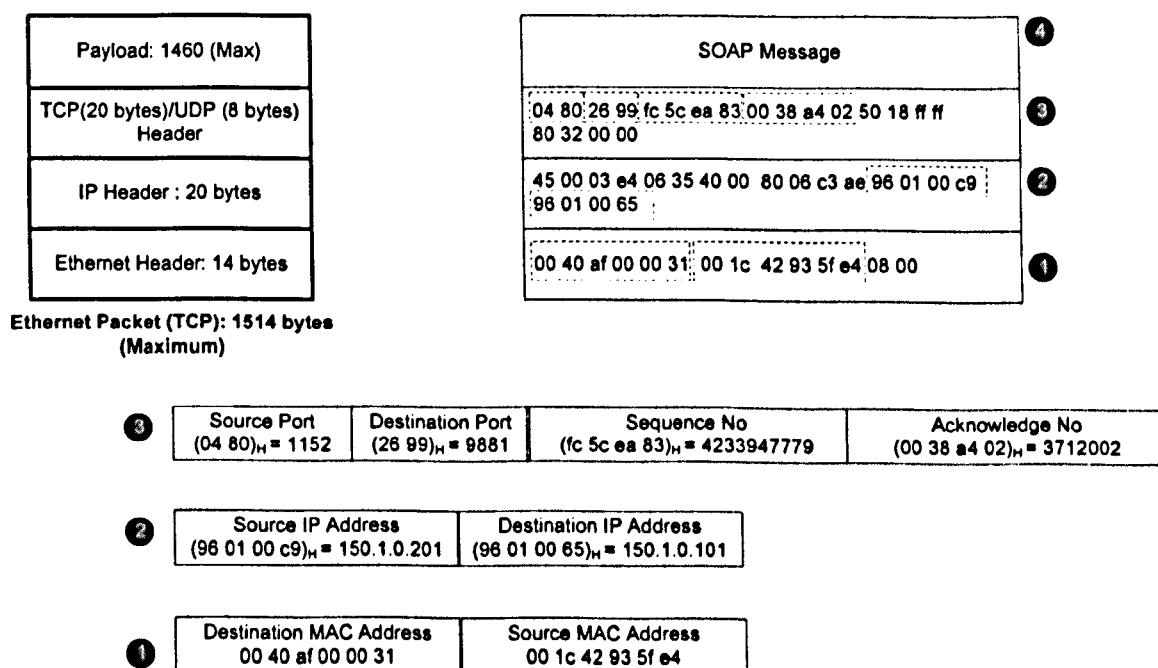 Payload: 1460 (Max)
TCP(20 bytes)/UDP (8 bytes)
Header
IP Header : 20 bytes
Ethernet Header: 14 bytes
Ethernet Packet (TCP): 1514 bytes
(Maximum)
SOAP Message
4
04 80 26 99 fc 5c ea 83 00 38 a4 02 50 18 ff ff
80 32 00 00
3
45 00 03 e4 06 35 40 00 80 06 c3 ae 96 01 00 c9
96 01 00 65
2
00 40 af 00 00 31 00 1c 42 93 5f e4 08 00
1
3
Source Port
(04 80)H = 1152
Destination Port
(26 99)H = 9881
Sequence No
(fc 5c ea 83)H = 4233947779
Acknowledge No
(00 38 a4 02)H = 3712002
2
Source IP Address
(96 01 00 c9)H = 150.1.0.201
Destination IP Address
(96 01 00 65)H = 150.1.0.101
1
Destination MAC Address
00 40 af 00 00 31
Source MAC Address
00 1c 42 93 5f e4